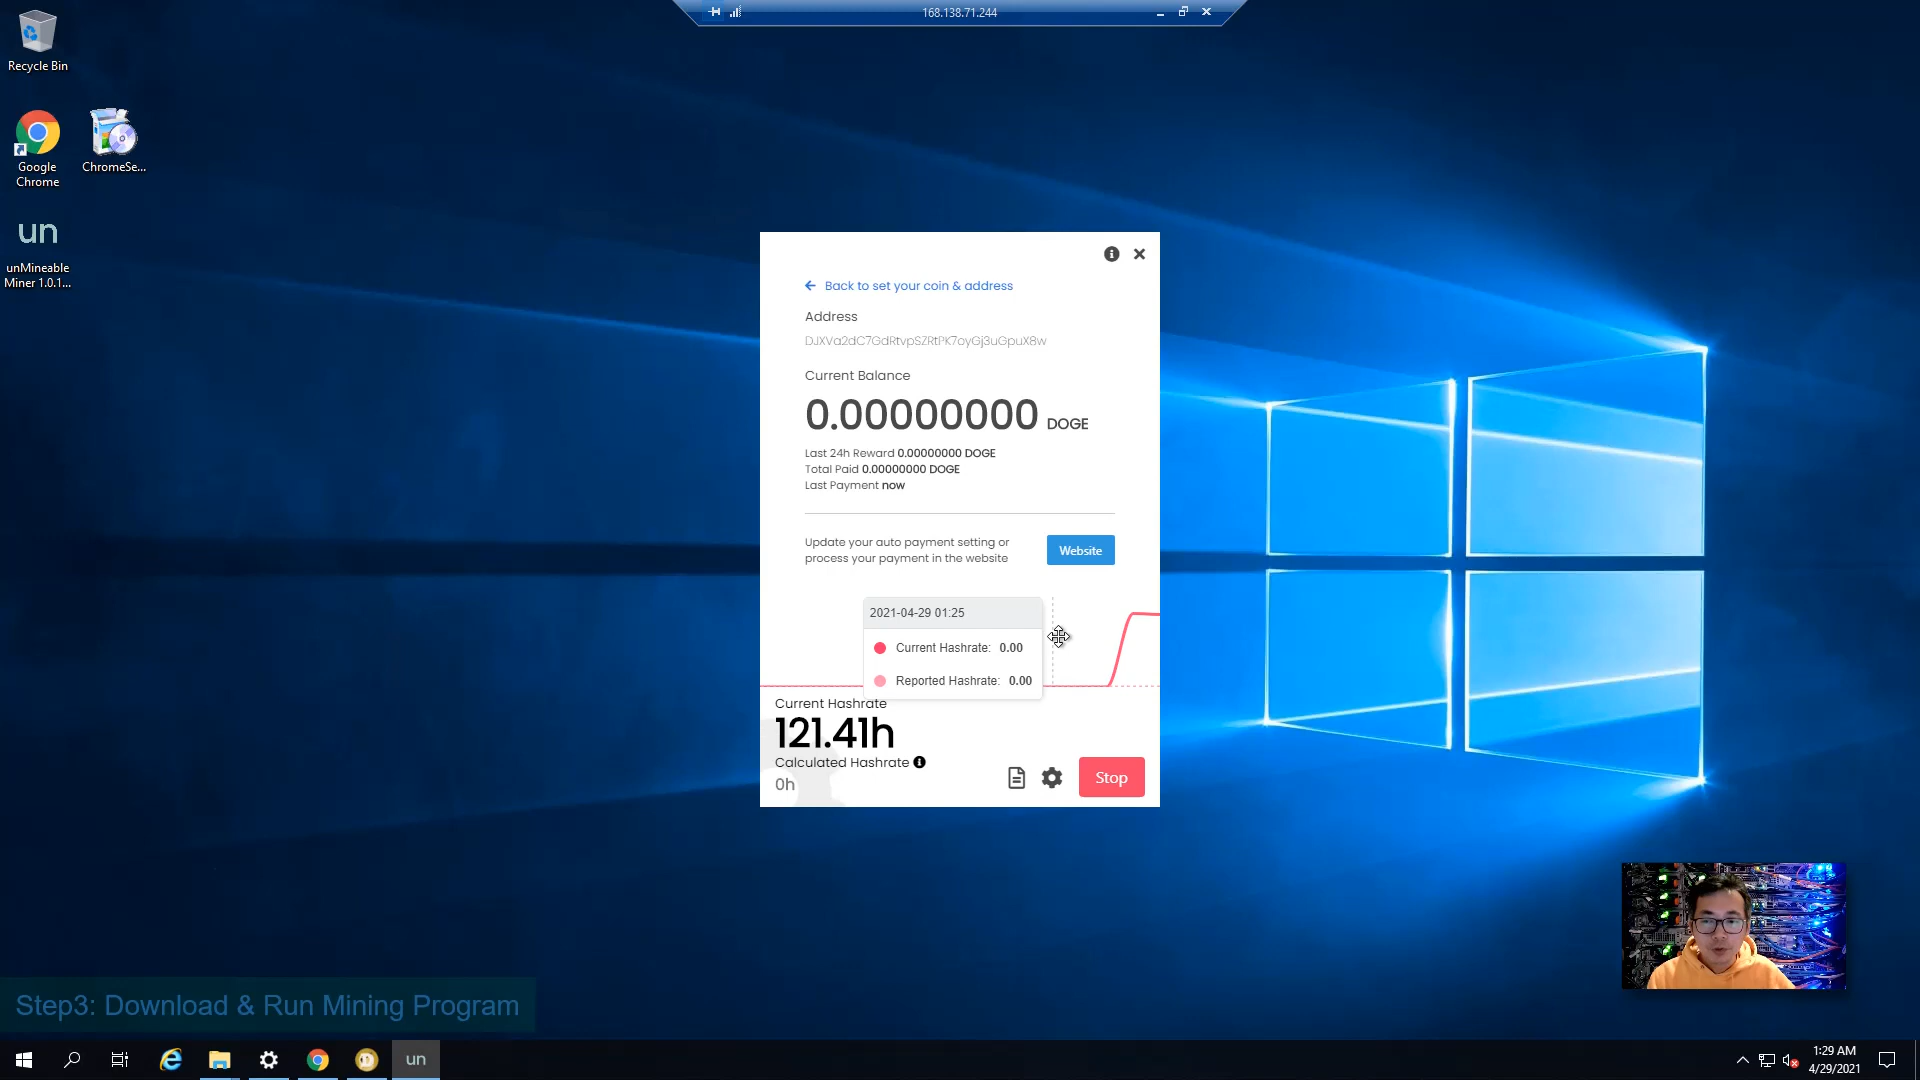 168.138.71.244
Recycle Bin
Google
Chrome
ChromeSe...
un
unMineable
Miner 1.0.1...
Back to set your coin & address
Address
DJXVa2dC7GdRtvpSZRtPK7oyGj3uGpuX8w
Current Balance
0.00000000 DOGE
Last 24h Reward 0.00000000 DOGE
Total Paid 0.00000000 DOGE
Last Payment now
Update your auto payment setting or
process your payment in the website
Website
2021-04-29 01:25
Current Hashrate: 0.00
Reported Hashrate: 0.00
Current Hashrate
121.41h
Calculated Hashrate
0h
Stop
Step3: Download & Run Mining Program
un
1:29 AM
4/29/2021